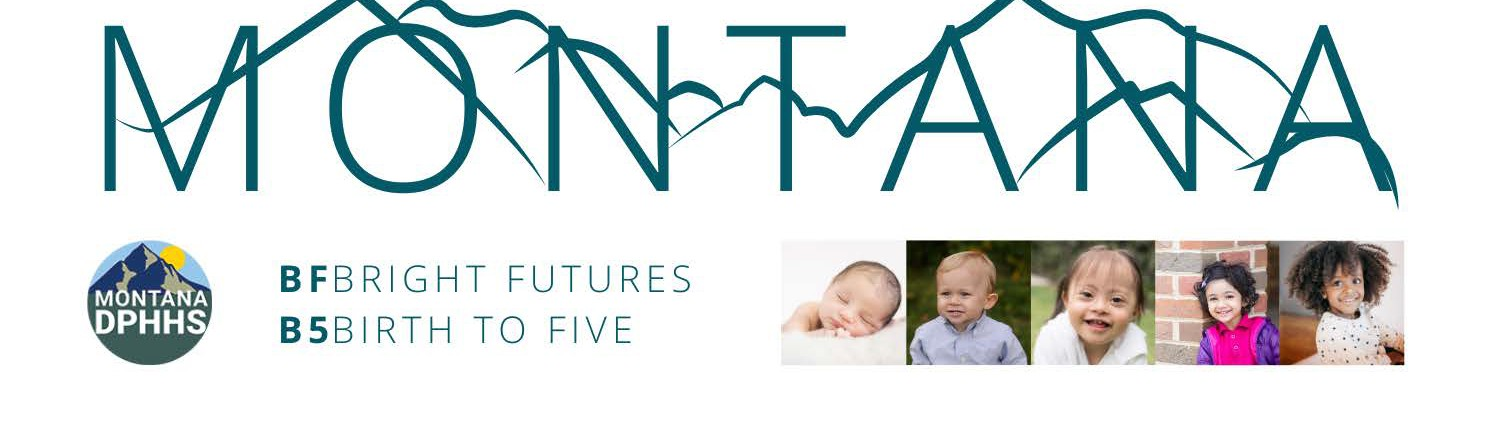 MONTANA
MONTANA
DPHHS
BFBRIGHT FUTURES
B5BIRTH TO FIVE